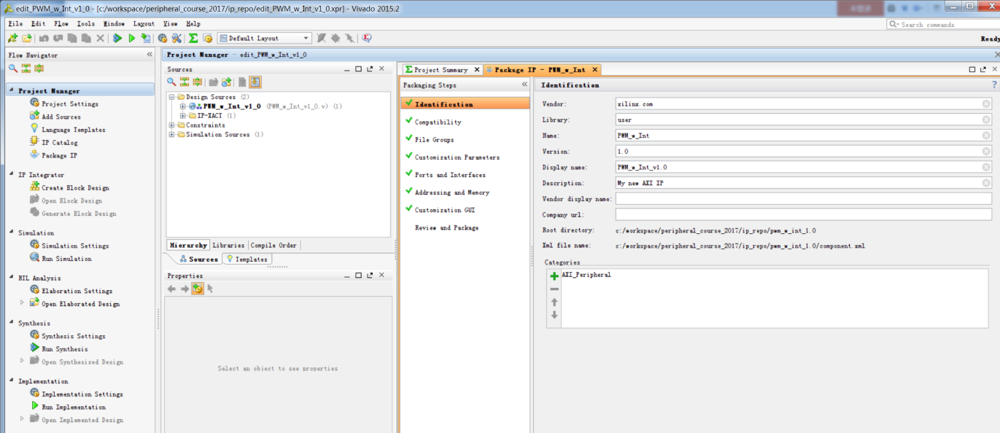 edit_PWM_w_Int_v1_0 - [c:/workspace/peripheral_course_2017/ip_repo/edit_PWM_w_Int_v1_0.xpr] - Vivado 2015.2
File Edit Flow Tools Window Layout View Help
Search commands
Default Layout
Ready
Flow Navigator
Project Manager
Project Settings
Add Sources
Language Templates
IP Catalog
Package IP
IP Integrator
Create Block Design
Open Block Design
Generate Block Design
Simulation
Simulation Settings
Run Simulation
RTL Analysis
Elaboration Settings
Open Elaborated Design
Synthesis
Synthesis Settings
Run Synthesis
Open Synthesized Design
Implementation
Implementation Settings
Run Implementation
Open Implemented Design
Project Manager - edit_PWM_w_Int_v1_0
Sources
Design Sources (2)
PWM_w_Int_v1_0 (PWM_w_Int_v1_0.v) (1)
IP-XACT (1)
Constraints
Simulation Sources (1)
Hierarchy Libraries Compile Order
Sources Templates
Properties
Select an object to see properties
Project Summary Package IP - PWM_w_Int
Packaging Steps
Identification
Compatibility
File Groups
Customization Parameters
Ports and Interfaces
Addressing and Memory
Customization GUI
Review and Package
Identification
Vendor: xilinx.com
Library: user
Name: PWM_w_Int
Version: 1.0
Display name: PWM_w_Int_v1.0
Description: My new AXI IP
Vendor display name:
Company url:
Root directory: c:/workspace/peripheral_course_2017/ip_repo/pwm_w_int_1.0
Xml file name: c:/workspace/peripheral_course_2017/ip_repo/pwm_w_int_1.0/component.xml
Categories
AXI_Peripheral